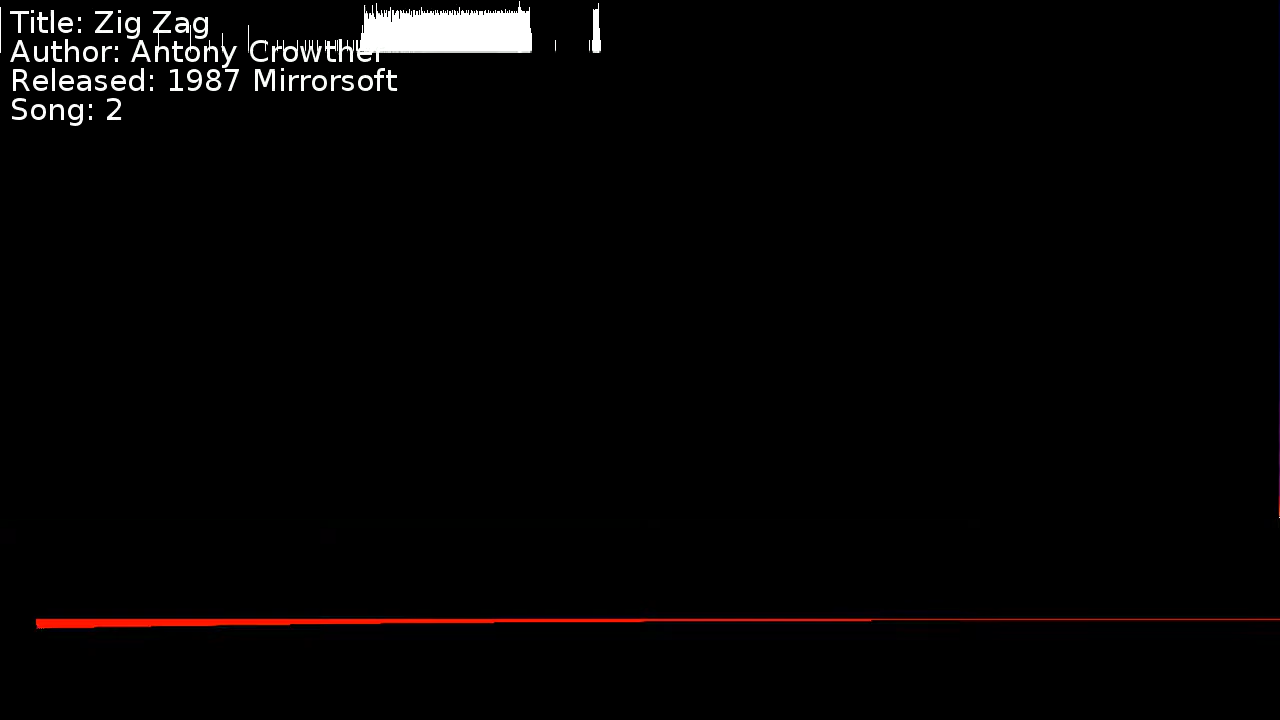 Title: Zig Zag
Author: Antony Crowther
Released: 1987 Mirrorsoft
Song: 2